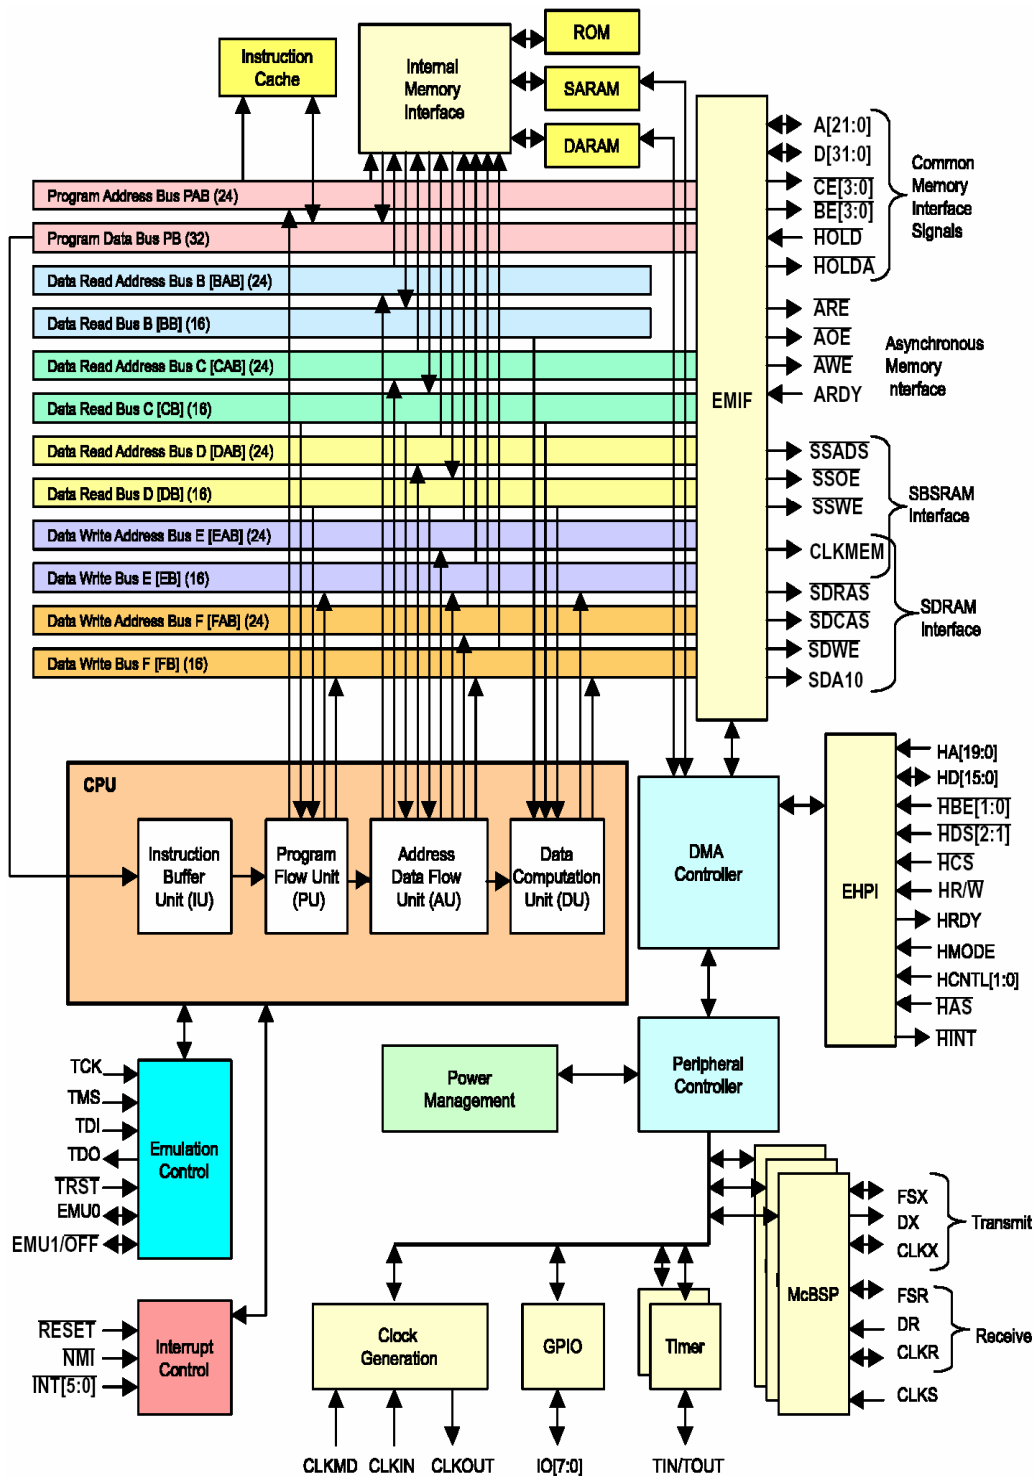 Instruction
Cache
Internal
Memory
Interface
ROM
SARAM
DARAM
Program Address Bus PAB (24)
Program Data Bus PB (32)
Data Read Address Bus B [BAB] (24)
Data Read Bus B [BB] (16)
Data Read Address Bus C [CAB] (24)
Data Read Bus C [CB] (16)
Data Read Address Bus D [DAB] (24)
Data Read Bus D [DB] (16)
Data Write Address Bus E [EAB] (24)
Data Write Bus E [EB] (16)
Data Write Address Bus F [FAB] (24)
Data Write Bus F [FB] (16)
EMIF
A[21:0]
D[31:0]
CE[3:0]
BE[3:0]
HOLD
HOLDA
Common
Memory
Interface
Signals
ARE
AOE
AWE
ARDY
Asynchronous
Memory
nterface
SSADS
SSOE
SSWE
CLKMEM
SBSRAM
Interface
SDRAS
SDCAS
SDWE
SDA10
SDRAM
Interface
CPU
Instruction
Buffer
Unit (IU)
Program
Flow Unit
(PU)
Address
Data Flow
Unit (AU)
Data
Computation
Unit (DU)
DMA
Controller
EHPI
HA[19:0]
HD[15:0]
HBE[1:0]
HDS[2:1]
HCS
HR/W
HRDY
HMODE
HCNTL[1:0]
HAS
HINT
TCK
TMS
TDI
TDO
TRST
EMU0
EMU1/OFF
Emulation
Control
Power
Management
Peripheral
Controller
RESET
NMI
INT[5:0]
Interrupt
Control
Clock
Generation
GPIO
Timer
McBSP
FSX
DX
CLKX
Transmit
FSR
DR
CLKR
Receive
CLKS
CLKMD
CLKIN
CLKOUT
IO[7:0]
TIN/TOUT